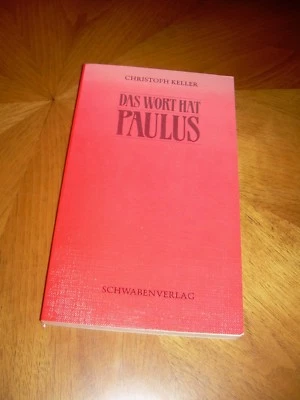 CHRISTOPH KELLER
DAS WORT HAT
PAULUS
SCHWABENVERLAG